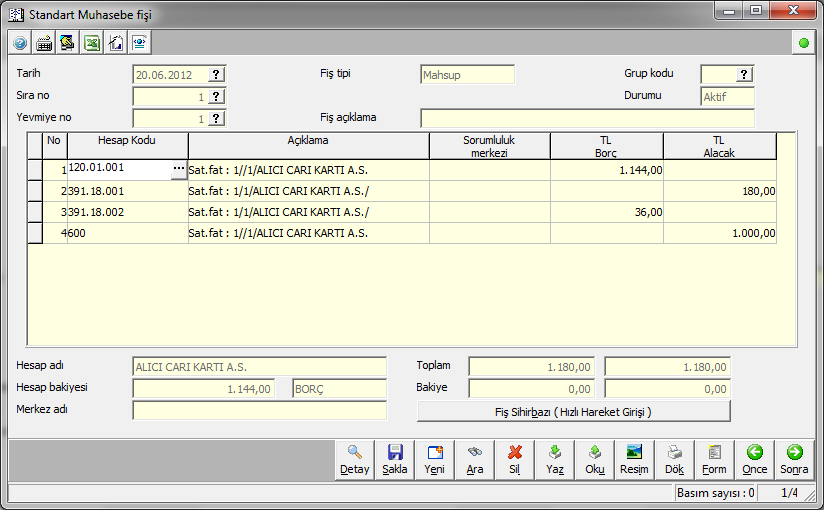 Standart Muhasebe fişi
Tarih 20.06.2012 ? Fiş tipi Mahsup Grup kodu ?
Sıra no 1 ? Durumu Aktif
Yevmiye no 1 ? Fiş açıklama
No Hesap Kodu Açıklama Sorumluluk merkezi TL Borç TL Alacak
1 120.01.001 ... Sat.fat : 1//1/ALICI CARI KARTI A.S. 1.144,00
2 391.18.001 Sat.fat : 1//1/ALICI CARI KARTI A.S./ 180,00
3 391.18.002 Sat.fat : 1//1/ALICI CARI KARTI A.S./ 36,00
4 600 Sat.fat : 1//1/ALICI CARI KARTI A.S. 1.000,00
Hesap adı ALICI CARI KARTI A.S. Toplam 1.180,00 1.180,00
Hesap bakiyesi 1.144,00 BORÇ Bakiye 0,00 0,00
Merkez adı Fiş Sihirbazı ( Hızlı Hareket Girişi )
Detay Sakla Yeni Ara Sil Yaz Oku Resim Dök Form Önce Sonra
Basım sayısı : 0 1/4